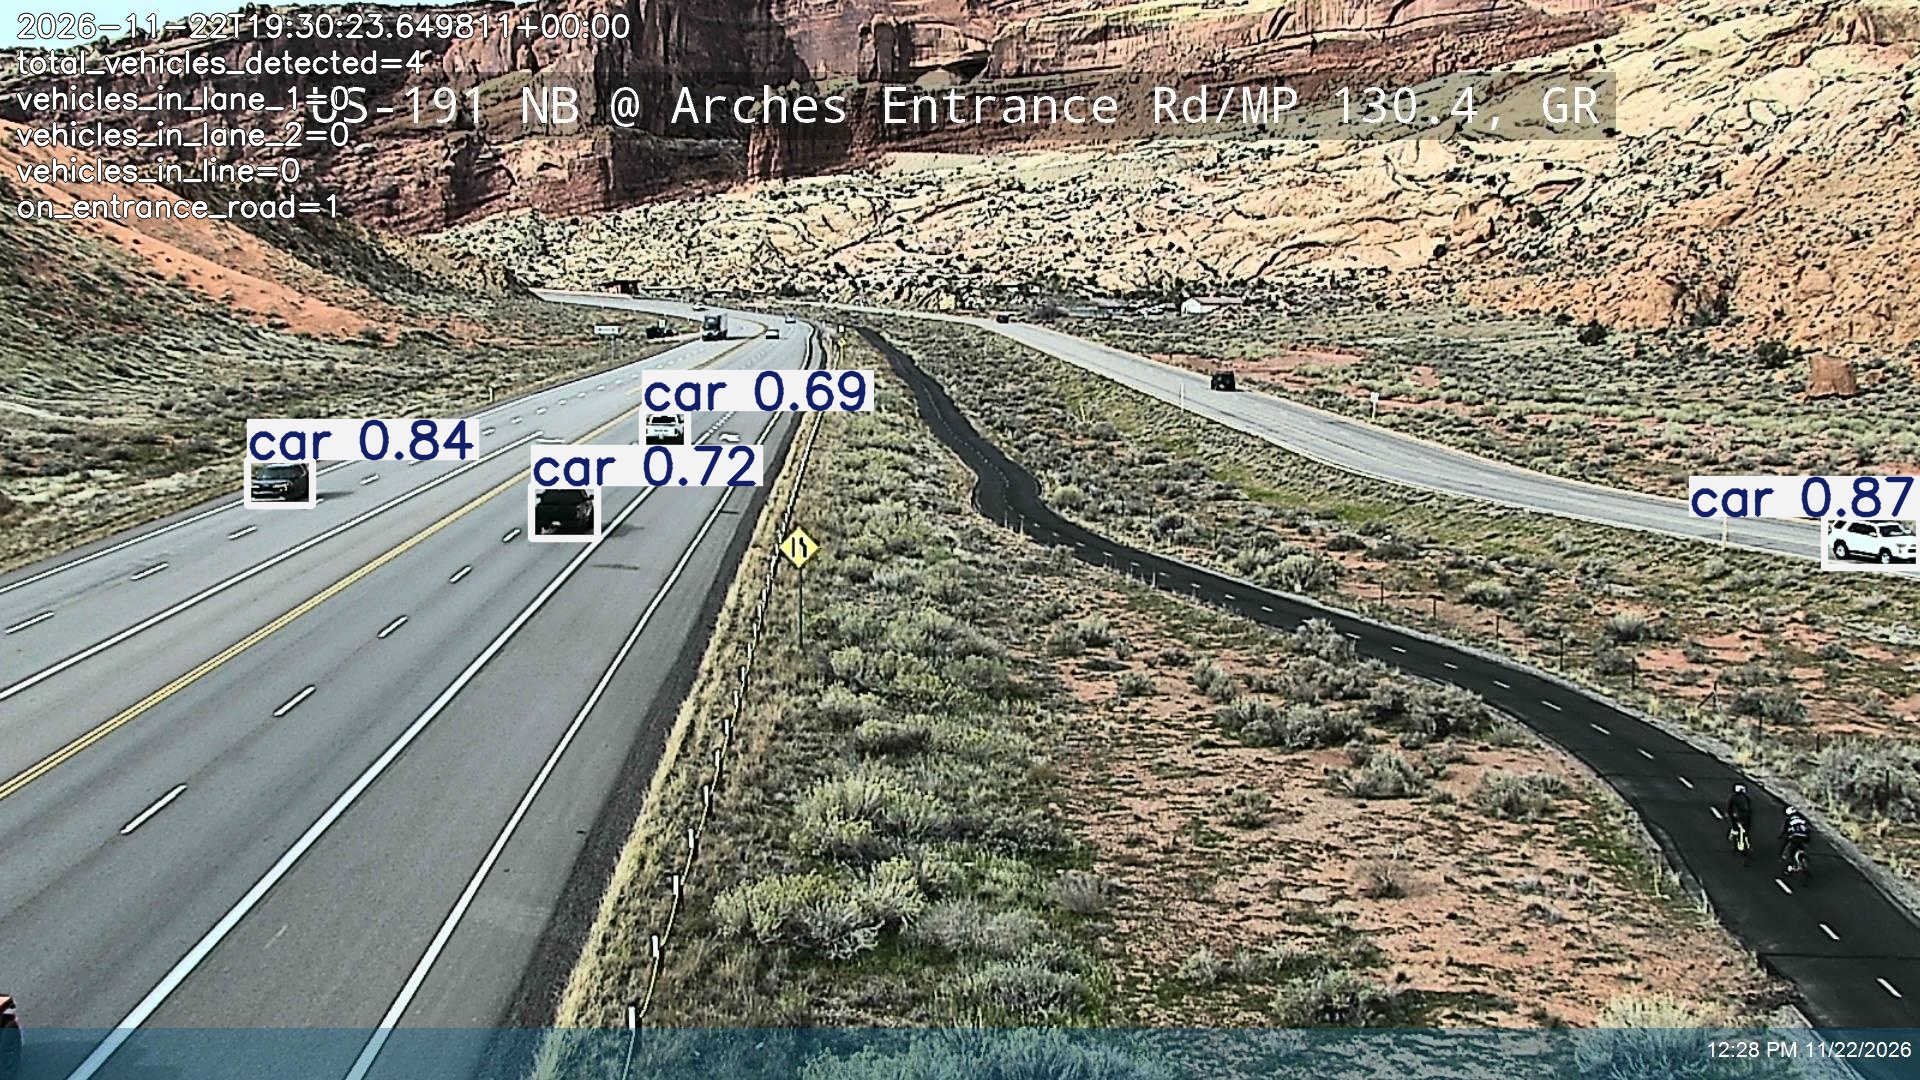 2026-11-22T19:30:23.649811+00:00
total_vehicles_detected=4
vehicles_in_lane_1=0
US-191 NB @ Arches Entrance Rd/MP 130.4, GR
vehicles_in_lane_2=0
vehicles_in_line=0
on_entrance_road=1
car 0.69
car 0.84
car 0.72
car 0.87
12:28 PM 11/22/2026